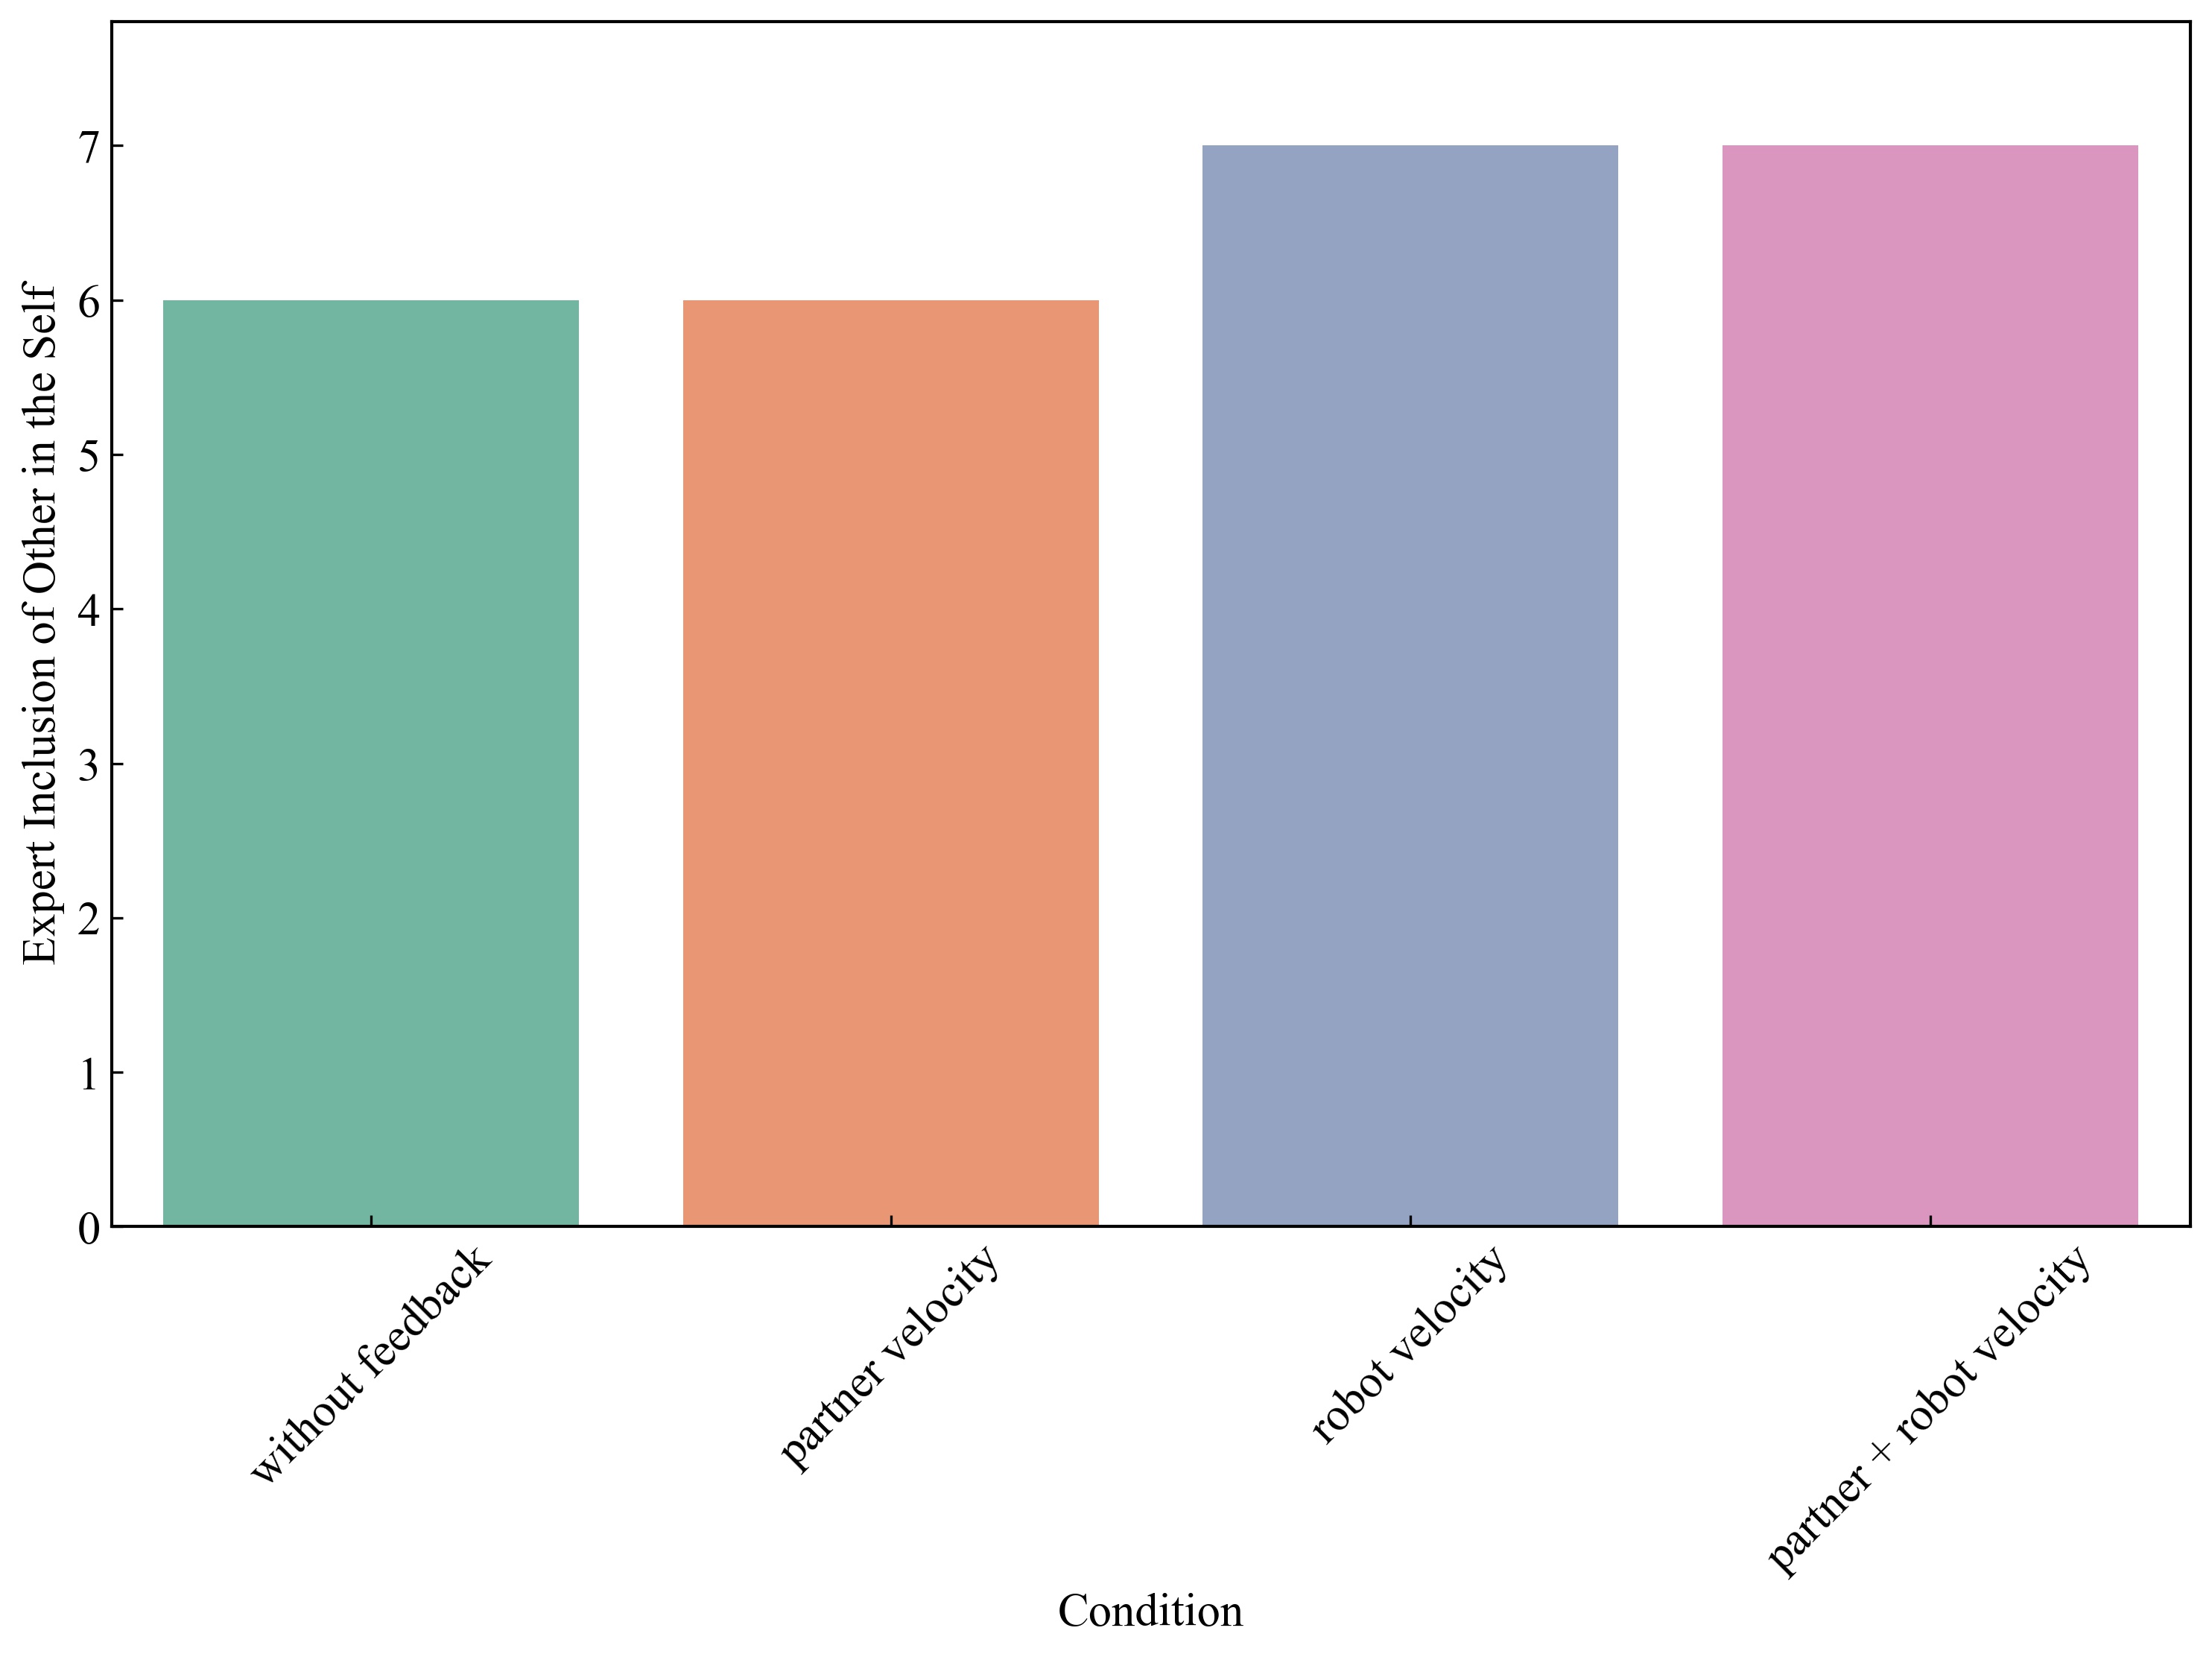 Expert Inclusion of Other in the Self
7
6
5
4
3
2
1
0
without feedback
partner velocity
robot velocity
partner + robot velocity
Condition